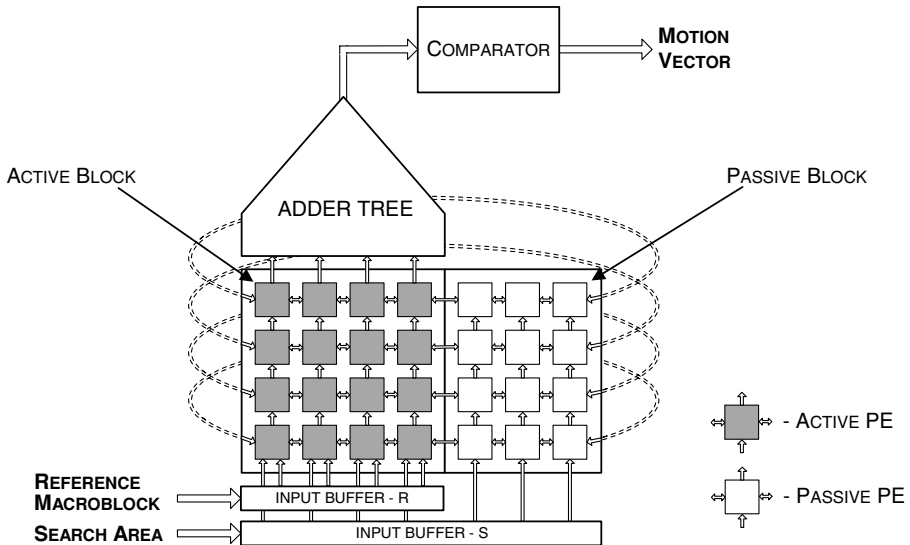 COMPARATOR
MOTION
VECTOR
ACTIVE BLOCK
PASSIVE BLOCK
ADDER TREE
- ACTIVE PE
REFERENCE
MACROBLOCK
INPUT BUFFER - R
- PASSIVE PE
SEARCH AREA
INPUT BUFFER - S